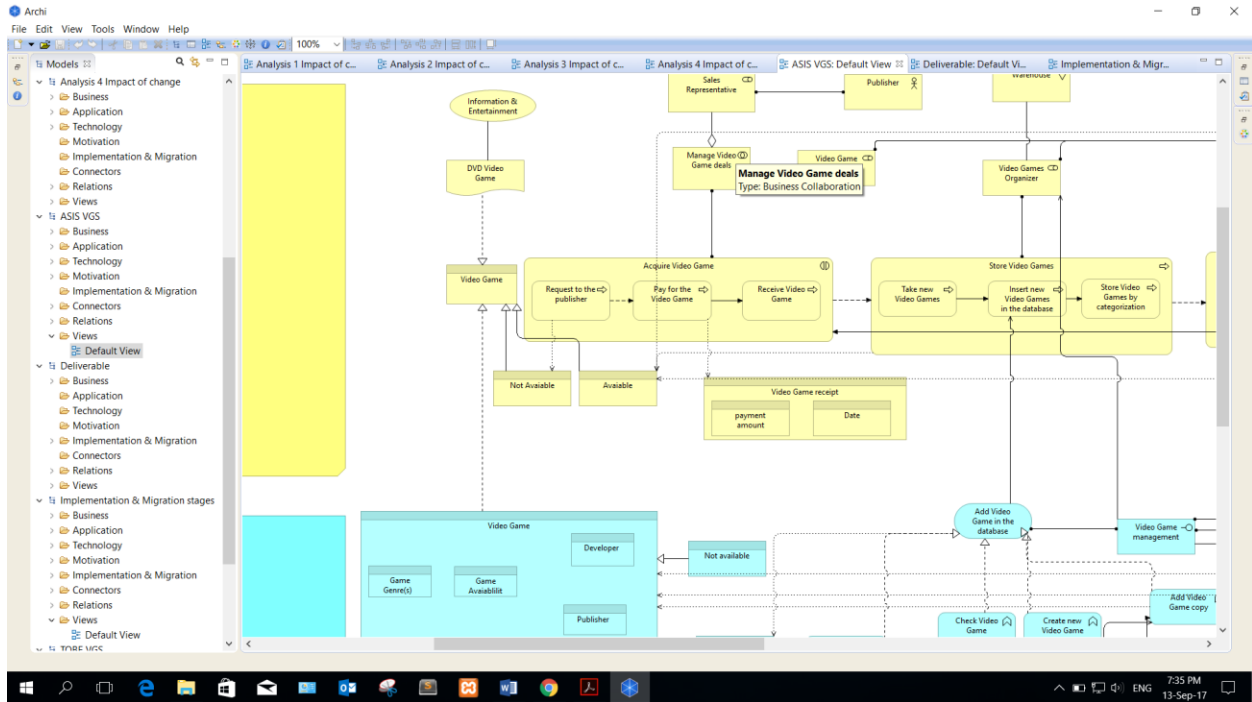 Archi
File Edit View Tools Window Help
100%
Models
Analysis 1 Impact of c...
Analysis 2 Impact of c...
Analysis 3 Impact of c...
Analysis 4 Impact of c...
ASIS VGS: Default View
Deliverable: Default Vi...
Implementation & Migr...
Analysis 4 Impact of change
Business
Application
Technology
Motivation
Implementation & Migration
Connectors
Relations
Views
ASIS VGS
Business
Application
Technology
Motivation
Implementation & Migration
Connectors
Relations
Views
Default View
Deliverable
Business
Application
Technology
Motivation
Implementation & Migration
Connectors
Relations
Views
Implementation & Migration stages
Business
Application
Technology
Motivation
Implementation & Migration
Connectors
Relations
Views
Default View
TOBE VGS
Sales
Representative
Publisher
Warehouse
Information &
Entertainment
DVD Video
Game
Manage Video
Game deals
Video Game
Manage Video Game deals
Type: Business Collaboration
Video Games
Organizer
Video Game
Acquire Video Game
Request to the
publisher
Pay for the
Video Game
Receive Video
Game
Store Video Games
Take new
Video Games
Insert new
Video Games
in the database
Store Video
Games by
categorization
Not Avaiable
Avaiable
Video Game receipt
payment
amount
Date
Video Game
Developer
Game
Genre(s)
Game
Avaiablilit
Publisher
Not available
Add Video
Game in the
database
Video Game
management
Check Video
Game
Create new
Video Game
Add Video
Game copy
ENG
7:35 PM
13-Sep-17